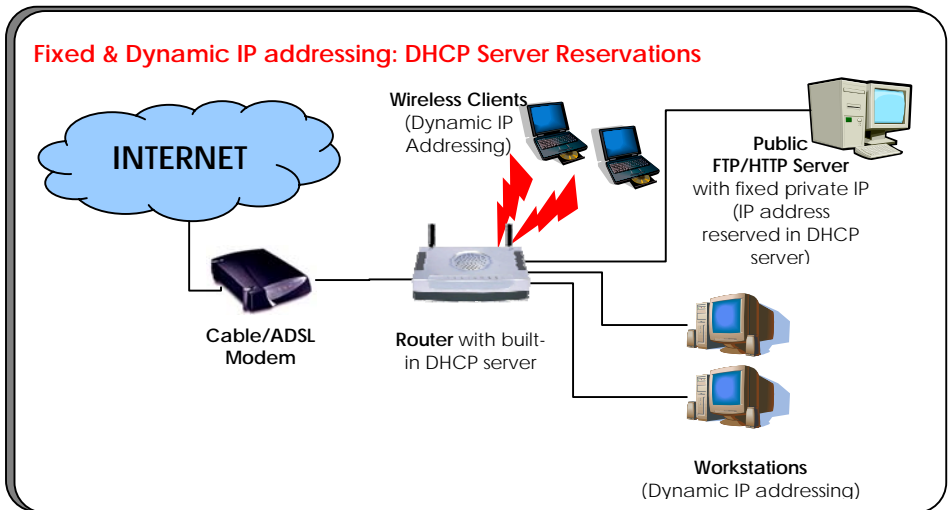 Fixed & Dynamic IP addressing: DHCP Server Reservations
INTERNET
Wireless Clients
(Dynamic IP
Addressing)
Public
FTP/HTTP Server
with fixed private IP
(IP address
reserved in DHCP
server)
Cable/ADSL
Modem
Router with built-
in DHCP server
Workstations
(Dynamic IP addressing)